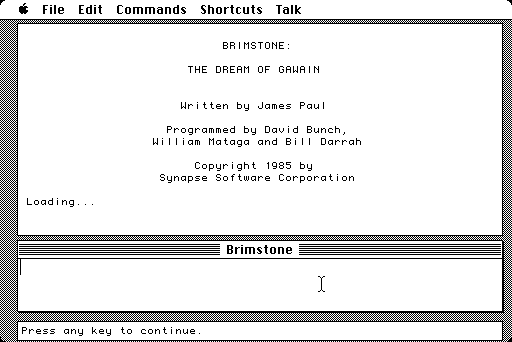 File Edit Commands Shortcuts Talk
BRIMSTONE:
THE DREAM OF GAWAIN
Written by James Paul
Programmed by David Bunch,
William Mataga and Bill Darrah
Copyright 1985 by
Synapse Software Corporation
Loading...
Brimstone
Press any key to continue.